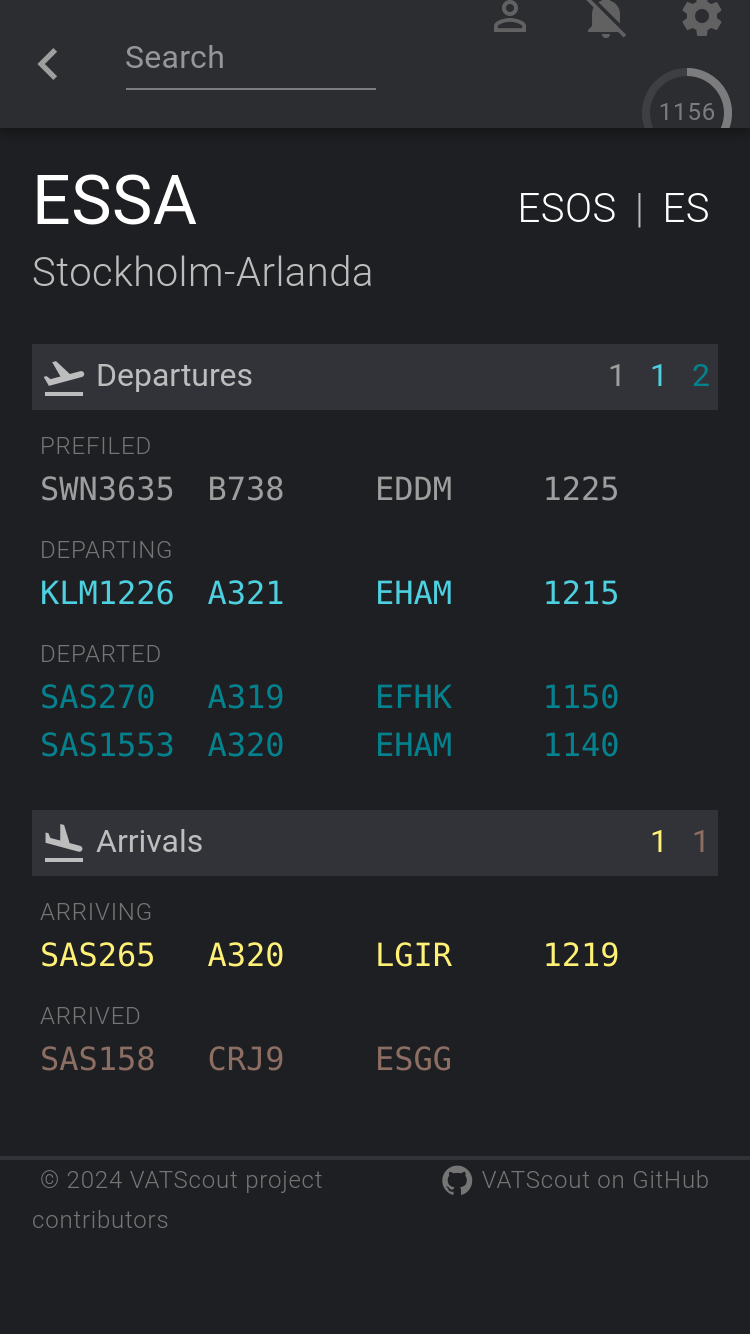 Search
1156
ESSA
ESOS | ES
Stockholm-Arlanda
Departures 1 1 2
PREFILED
SWN3635 B738 EDDM 1225
DEPARTING
KLM1226 A321 EHAM 1215
DEPARTED
SAS270 A319 EFHK 1150
SAS1553 A320 EHAM 1140
Arrivals 1 1
ARRIVING
SAS265 A320 LGIR 1219
ARRIVED
SAS158 CRJ9 ESGG
© 2024 VATScout project
contributors
VATScout on GitHub